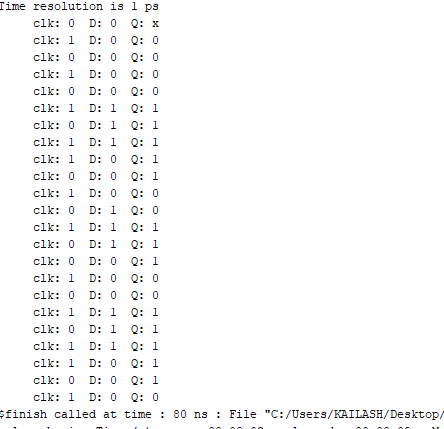 Time resolution is 1 ps
clk: 0 D: 0 Q: x
clk: 1 D: 0 Q: 0
clk: 0 D: 0 Q: 0
clk: 1 D: 0 Q: 0
clk: 0 D: 0 Q: 0
clk: 1 D: 1 Q: 1
clk: 0 D: 1 Q: 1
clk: 1 D: 1 Q: 1
clk: 1 D: 0 Q: 1
clk: 0 D: 0 Q: 1
clk: 1 D: 0 Q: 0
clk: 0 D: 1 Q: 0
clk: 1 D: 1 Q: 1
clk: 0 D: 1 Q: 1
clk: 0 D: 0 Q: 1
clk: 1 D: 0 Q: 0
clk: 0 D: 0 Q: 0
clk: 1 D: 1 Q: 1
clk: 0 D: 1 Q: 1
clk: 1 D: 1 Q: 1
clk: 1 D: 0 Q: 1
clk: 0 D: 0 Q: 1
clk: 1 D: 0 Q: 0
$finish called at time : 80 ns : File "C:/Users/KAILASH/Desktop/